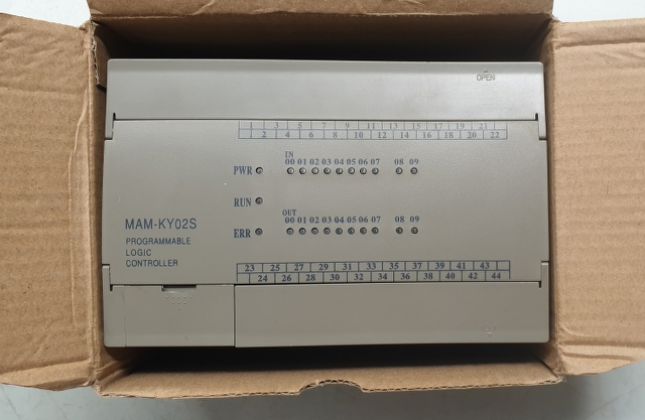 OPEN
1 3 5 7 9 11 13 15 17 19 21
2 4 6 8 10 12 14 16 18 20 22
IN
00 01 02 03 04 05 06 07 08 09
PWR
RUN
OUT
00 01 02 03 04 05 06 07 08 09
ERR
MAM-KY02S
PROGRAMMABLE
LOGIC
CONTROLLER
23 25 27 29 31 33 35 37 39 41 43
24 26 28 30 32 34 36 38 40 42 44